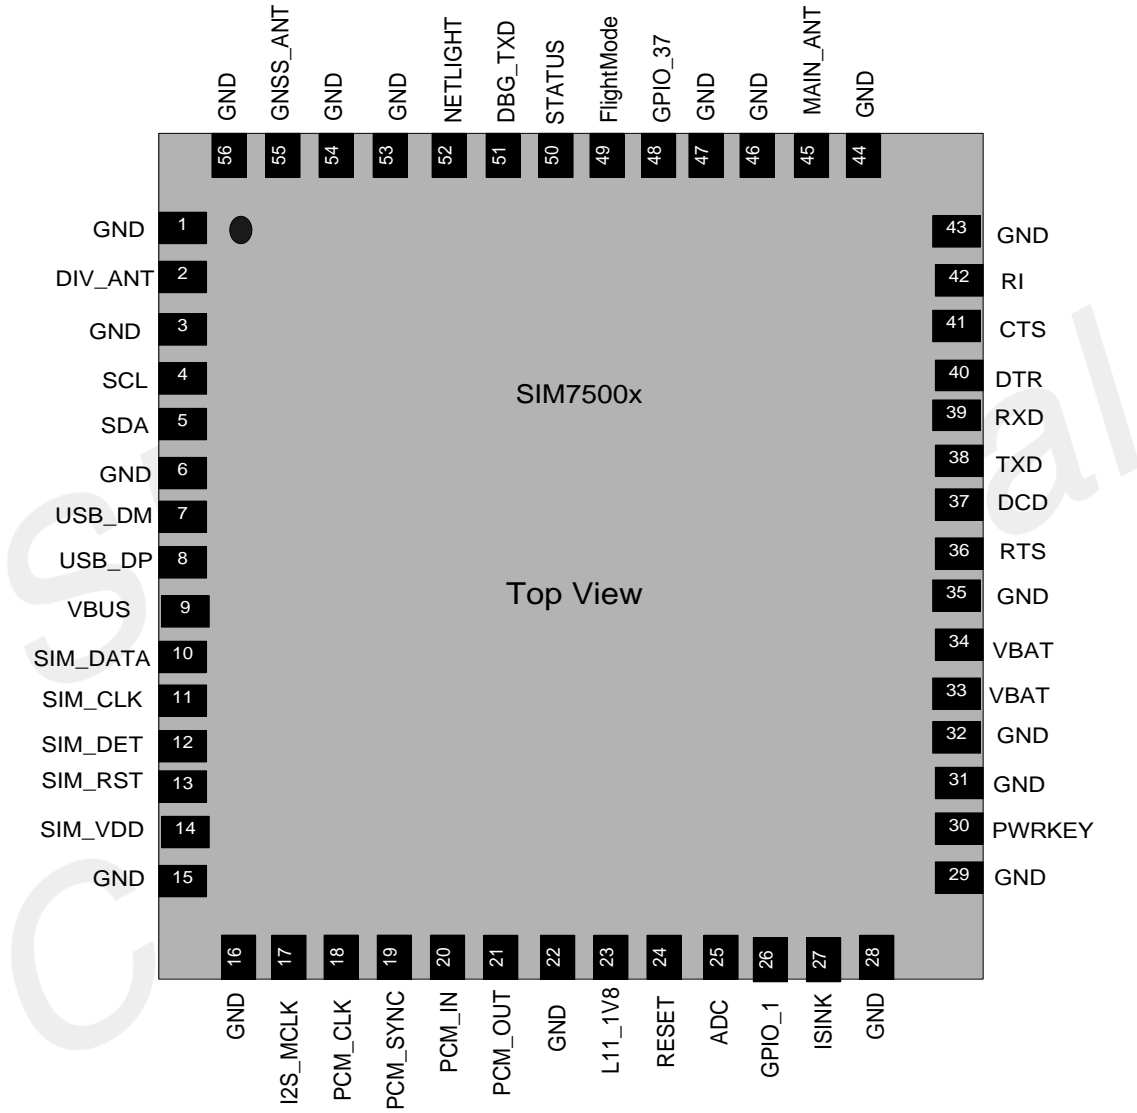 GND
GNSS_ANT
GND
GND
NETLIGHT
DBG_TXD
STATUS
FlightMode
GPIO_37
GND
GND
MAIN_ANT
GND
56
55
54
53
52
51
50
49
48
47
46
45
44
GND 1
DIV_ANT 2
GND 3
SCL 4
SDA 5
GND 6
USB_DM 7
USB_DP 8
VBUS 9
SIM_DATA 10
SIM_CLK 11
SIM_DET 12
SIM_RST 13
SIM_VDD 14
GND 15
SIM7500x
Top View
43 GND
42 RI
41 CTS
40 DTR
39 RXD
38 TXD
37 DCD
36 RTS
35 GND
34 VBAT
33 VBAT
32 GND
31 GND
30 PWRKEY
29 GND
16
17
18
19
20
21
22
23
24
25
26
27
28
GND
I2S_MCLK
PCM_CLK
PCM_SYNC
PCM_IN
PCM_OUT
GND
L11_1V8
RESET
ADC
GPIO_1
ISINK
GND